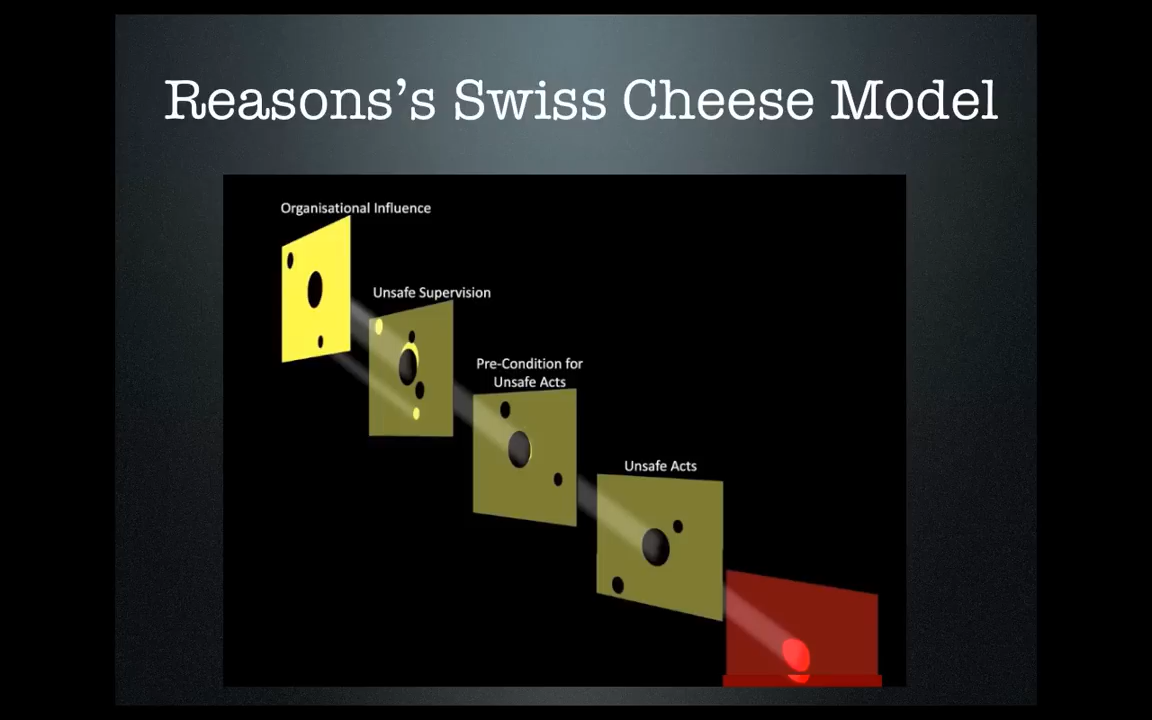 Reasons's Swiss Cheese Model
Organisational Influence
Unsafe Supervision
Pre-Condition for
Unsafe Acts
Unsafe Acts